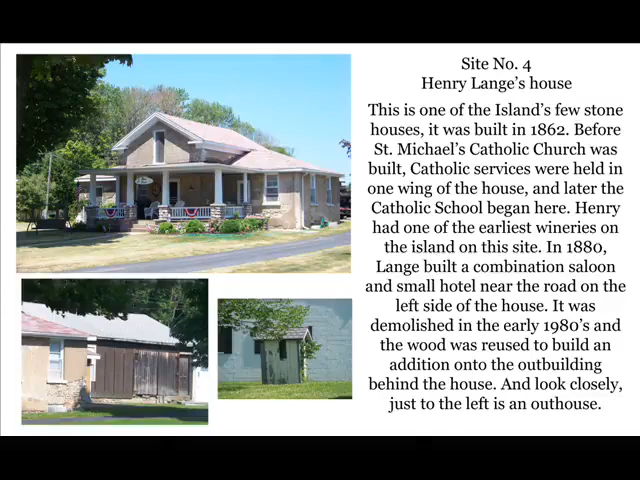 Site No. 4
Henry Lange’s house
This is one of the Island’s few stone
houses, it was built in 1862. Before
St. Michael’s Catholic Church was
built, Catholic services were held in
one wing of the house, and later the
Catholic School began here. Henry
had one of the earliest wineries on
the island on this site. In 1880,
Lange built a combination saloon
and small hotel near the road on the
left side of the house. It was
demolished in the early 1980’s and
the wood was reused to build an
addition onto the outbuilding
behind the house. And look closely,
just to the left is an outhouse.